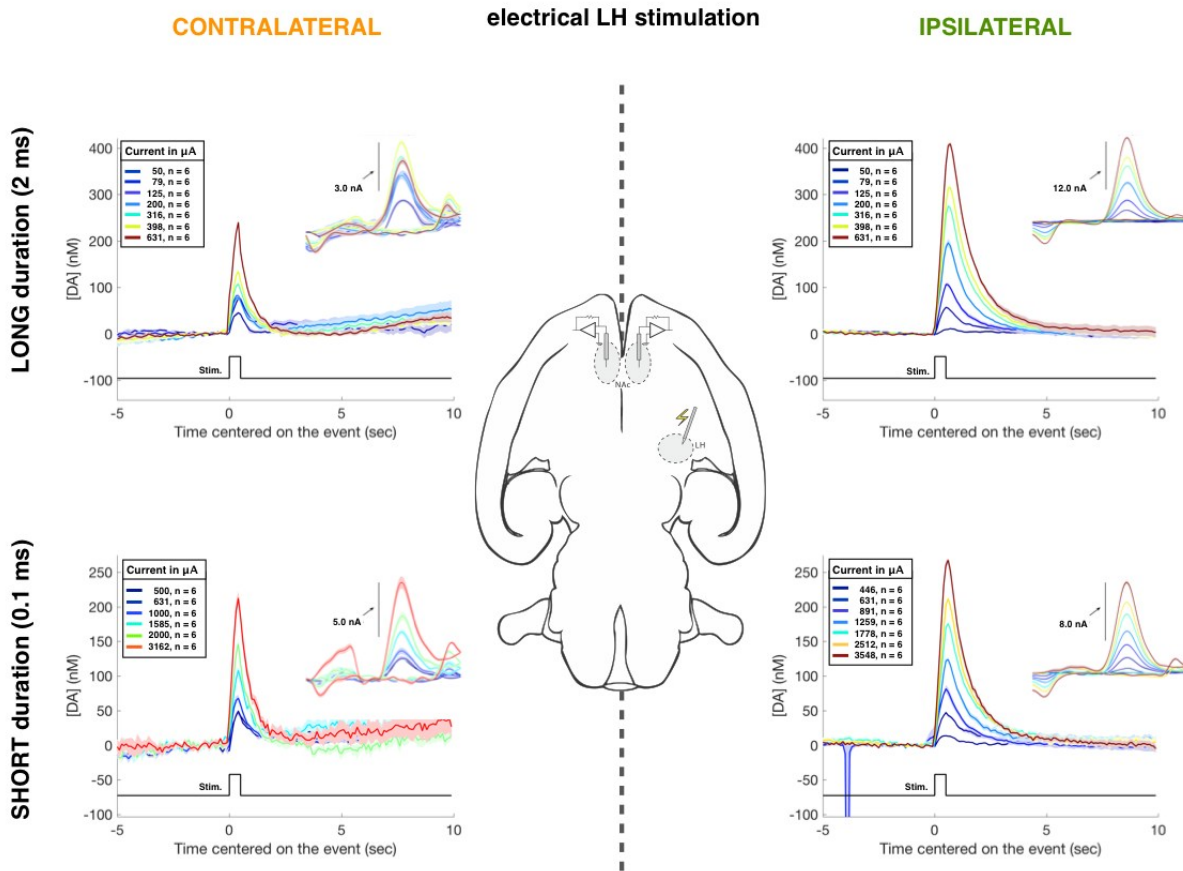 electrical LH stimulation
CONTRALATERAL
IPSILATERAL
LONG duration (2 ms)
400
300
200
100
0
-100
[DA] (nM)
Current in µA
50, n = 6
79, n = 6
125, n = 6
200, n = 6
316, n = 6
398, n = 6
631, n = 6
3.0 nA
Stim.
-5
0
5
10
Time centered on the event (sec)
400
300
200
100
0
-100
[DA] (nM)
Current in µA
50, n = 6
79, n = 6
125, n = 6
200, n = 6
316, n = 6
398, n = 6
631, n = 6
12.0 nA
Stim.
-5
0
5
10
Time centered on the event (sec)
NAc
LH
SHORT duration (0.1 ms)
250
200
150
100
50
0
-50
-100
[DA] (nM)
Current in µA
500, n = 6
631, n = 6
1000, n = 6
1585, n = 6
2000, n = 6
3162, n = 6
5.0 nA
Stim.
-5
0
5
10
Time centered on the event (sec)
250
200
150
100
50
0
-50
-100
[DA] (nM)
Current in µA
446, n = 6
631, n = 6
891, n = 6
1259, n = 6
1778, n = 6
2512, n = 6
3548, n = 6
8.0 nA
Stim.
-5
0
5
10
Time centered on the event (sec)